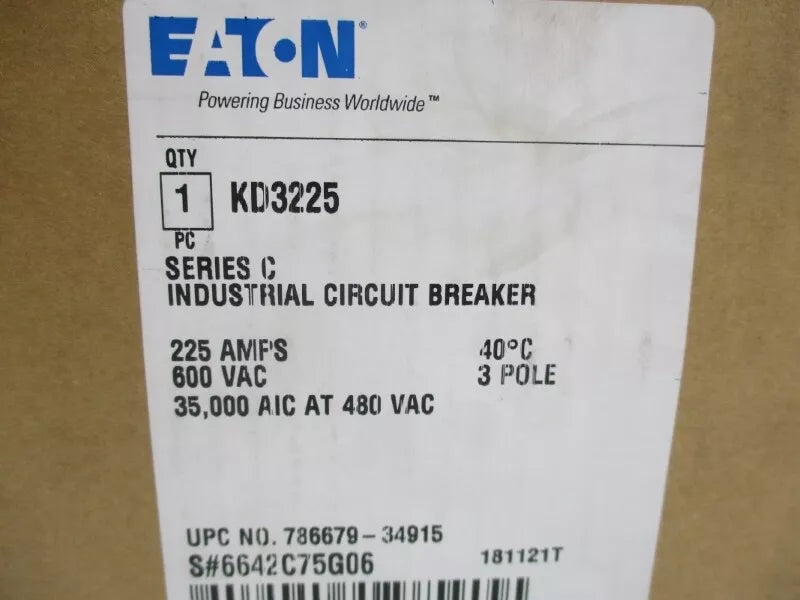 EATON®
Powering Business Worldwide™
QTY
1 KD3225
PC
SERIES C
INDUSTRIAL CIRCUIT BREAKER
225 AMPS 40°C
600 VAC 3 POLE
35,000 AIC AT 480 VAC
UPC NO. 786679-34915
S#6642C75G06 181121T